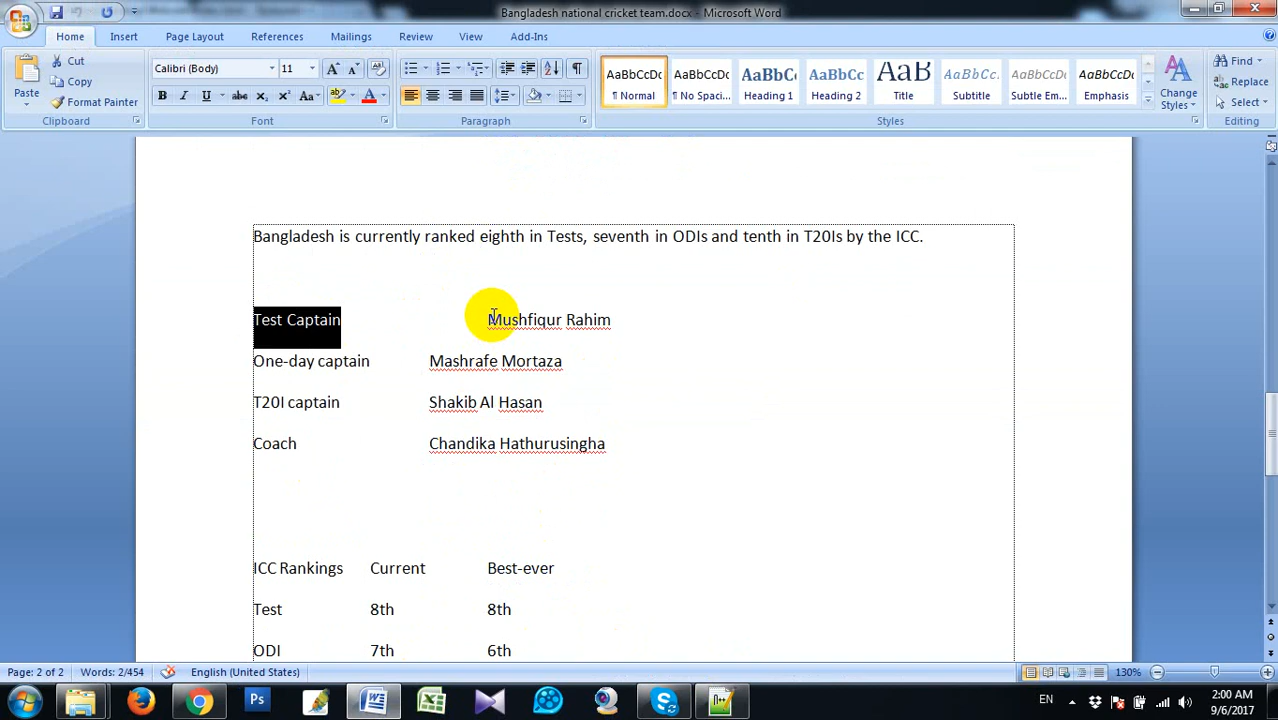 Bangladesh national cricket team.docx - Microsoft Word
Home Insert Page Layout References Mailings Review View Add-Ins
Paste Cut Copy Format Painter Clipboard
Calibri (Body) 11 Font
Paragraph
AaBbCcDc ¶ Normal
AaBbCcDc ¶ No Spaci...
AaBbCc Heading 1
AaBbCc Heading 2
AaB Title
AaBbCc. Subtitle
AaBbCcDc Subtle Em...
AaBbCcDc Emphasis
Change Styles
Styles
Find Replace Select Editing
Bangladesh is currently ranked eighth in Tests, seventh in ODIs and tenth in T20Is by the ICC.
Test Captain Mushfiqur Rahim
One-day captain Mashrafe Mortaza
T20I captain Shakib Al Hasan
Coach Chandika Hathurusingha
ICC Rankings Current Best-ever
Test 8th 8th
ODI 7th 6th
Page: 2 of 2 Words: 2/454 English (United States) 130%
EN 2:00 AM
9/6/2017